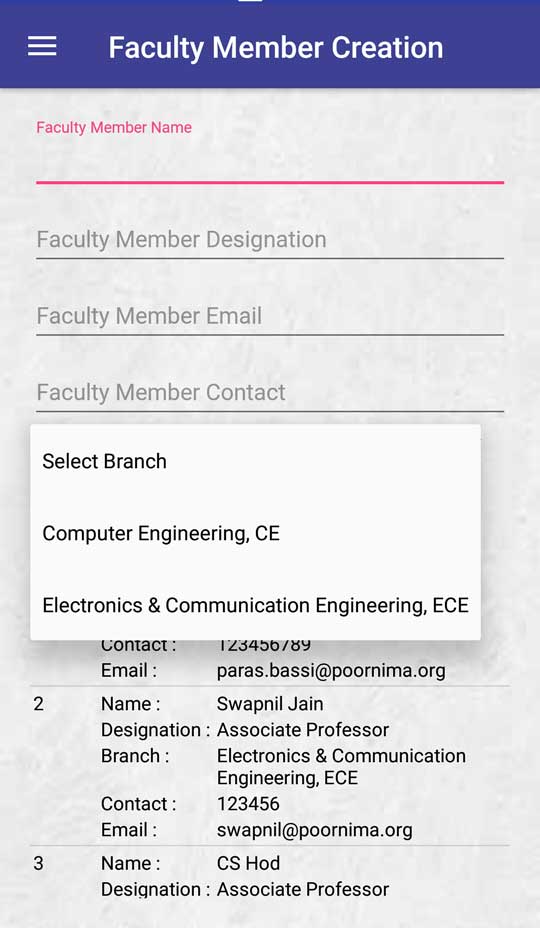 Faculty Member Creation
Faculty Member Name
Faculty Member Designation
Faculty Member Email
Faculty Member Contact
Select Branch
Computer Engineering, CE
Electronics & Communication Engineering, ECE
Contact : 123456789
Email : paras.bassi@poornima.org
2 Name : Swapnil Jain
Designation : Associate Professor
Branch : Electronics & Communication
Engineering, ECE
Contact : 123456
Email : swapnil@poornima.org
3 Name : CS Hod
Designation : Associate Professor